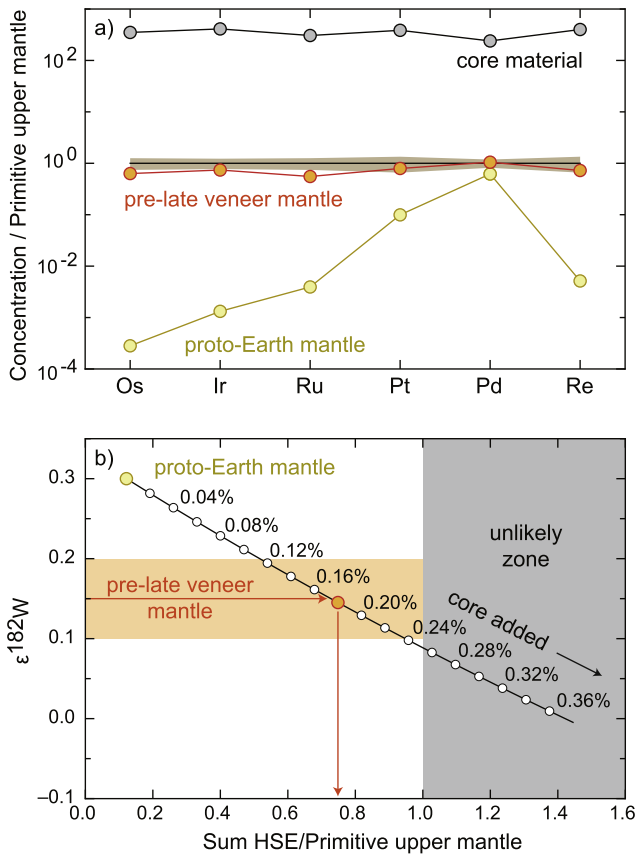 a)
Concentration / Primitive upper mantle
10²
10⁰
10⁻²
10⁻⁴
core material
pre-late veneer mantle
proto-Earth mantle
Os Ir Ru Pt Pd Re
b)
ε¹⁸²W
0.3
0.2
0.1
0.0
–0.1
proto-Earth mantle
0.04%
0.08%
0.12%
0.16%
0.20%
0.24%
0.28%
0.32%
0.36%
pre-late veneer
mantle
unlikely
zone
core added
0.0 0.2 0.4 0.6 0.8 1.0 1.2 1.4 1.6
Sum HSE/Primitive upper mantle